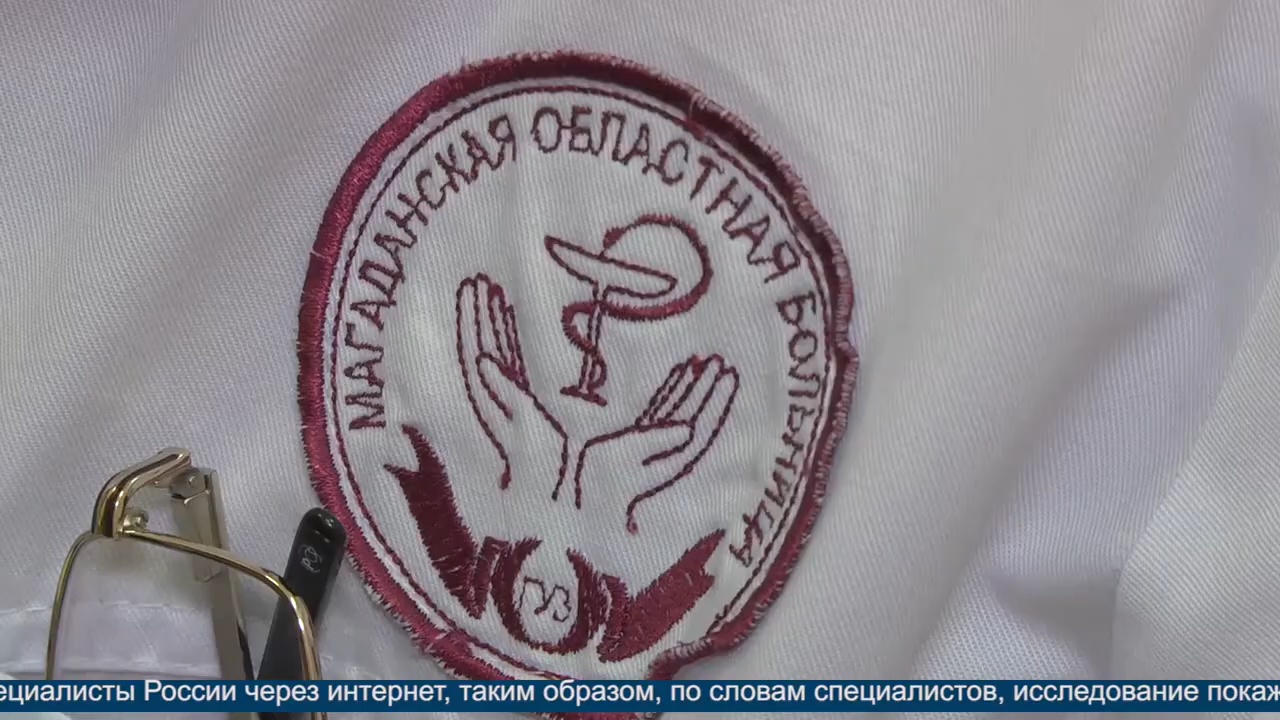 МАГАДАНСКАЯ ОБЛАСТНАЯ БОЛЬНИЦА
ГУЗ
ециалисты России через интернет, таким образом, по словам специалистов, исследование покаж